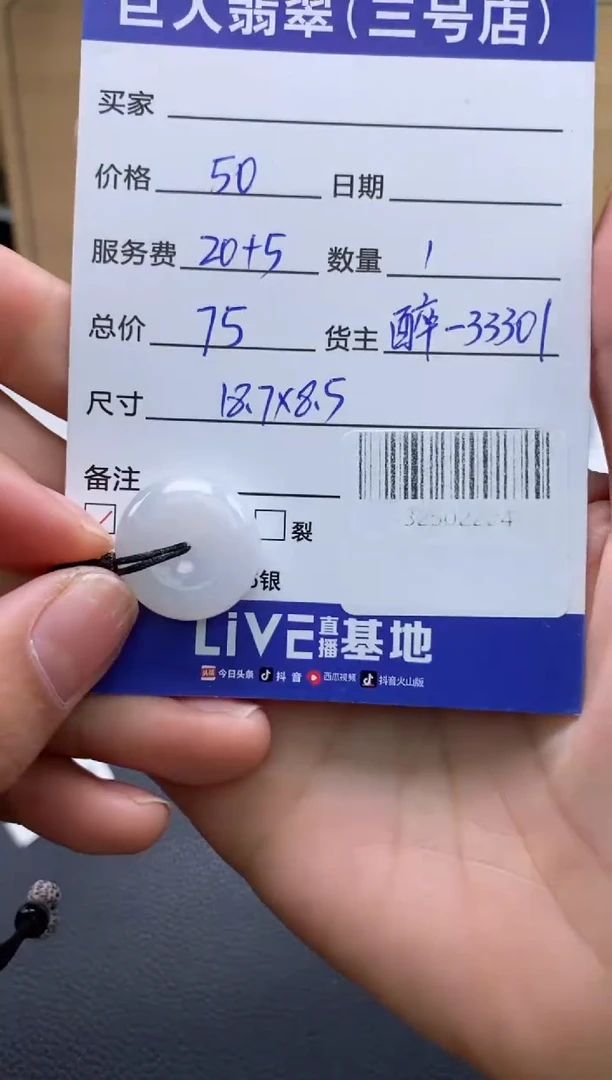 巨人翡翠(三号店)
买家
价格 50 日期
服务费 20+5 数量 1
总价 75 货主 醉-33301
尺寸 18.7X8.5
备注
裂
银
LiVE直播基地
今日头条 抖音 西瓜视频 抖音火山版